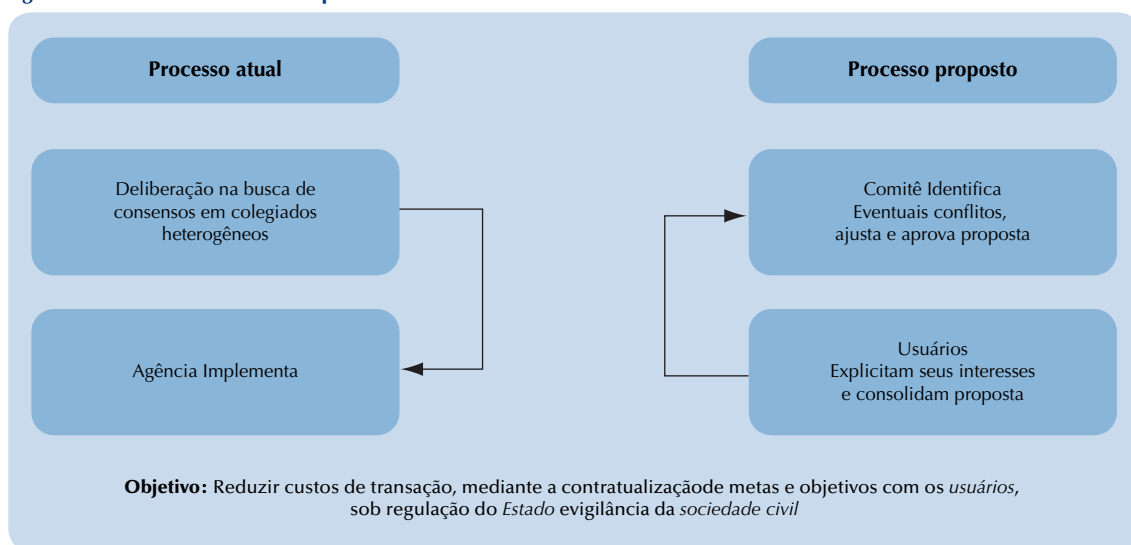 Processo atual
Processo proposto
Deliberação na busca de
consensos em colegiados
heterogêneos
Comitê Identifica
Eventuais conflitos,
ajusta e aprova proposta
Agência Implementa
Usuários
Explicitam seus interesses
e consolidam proposta
Objetivo: Reduzir custos de transação, mediante a contratualizaçãode metas e objetivos com os usuários,
sob regulação do Estado evigilância da sociedade civil